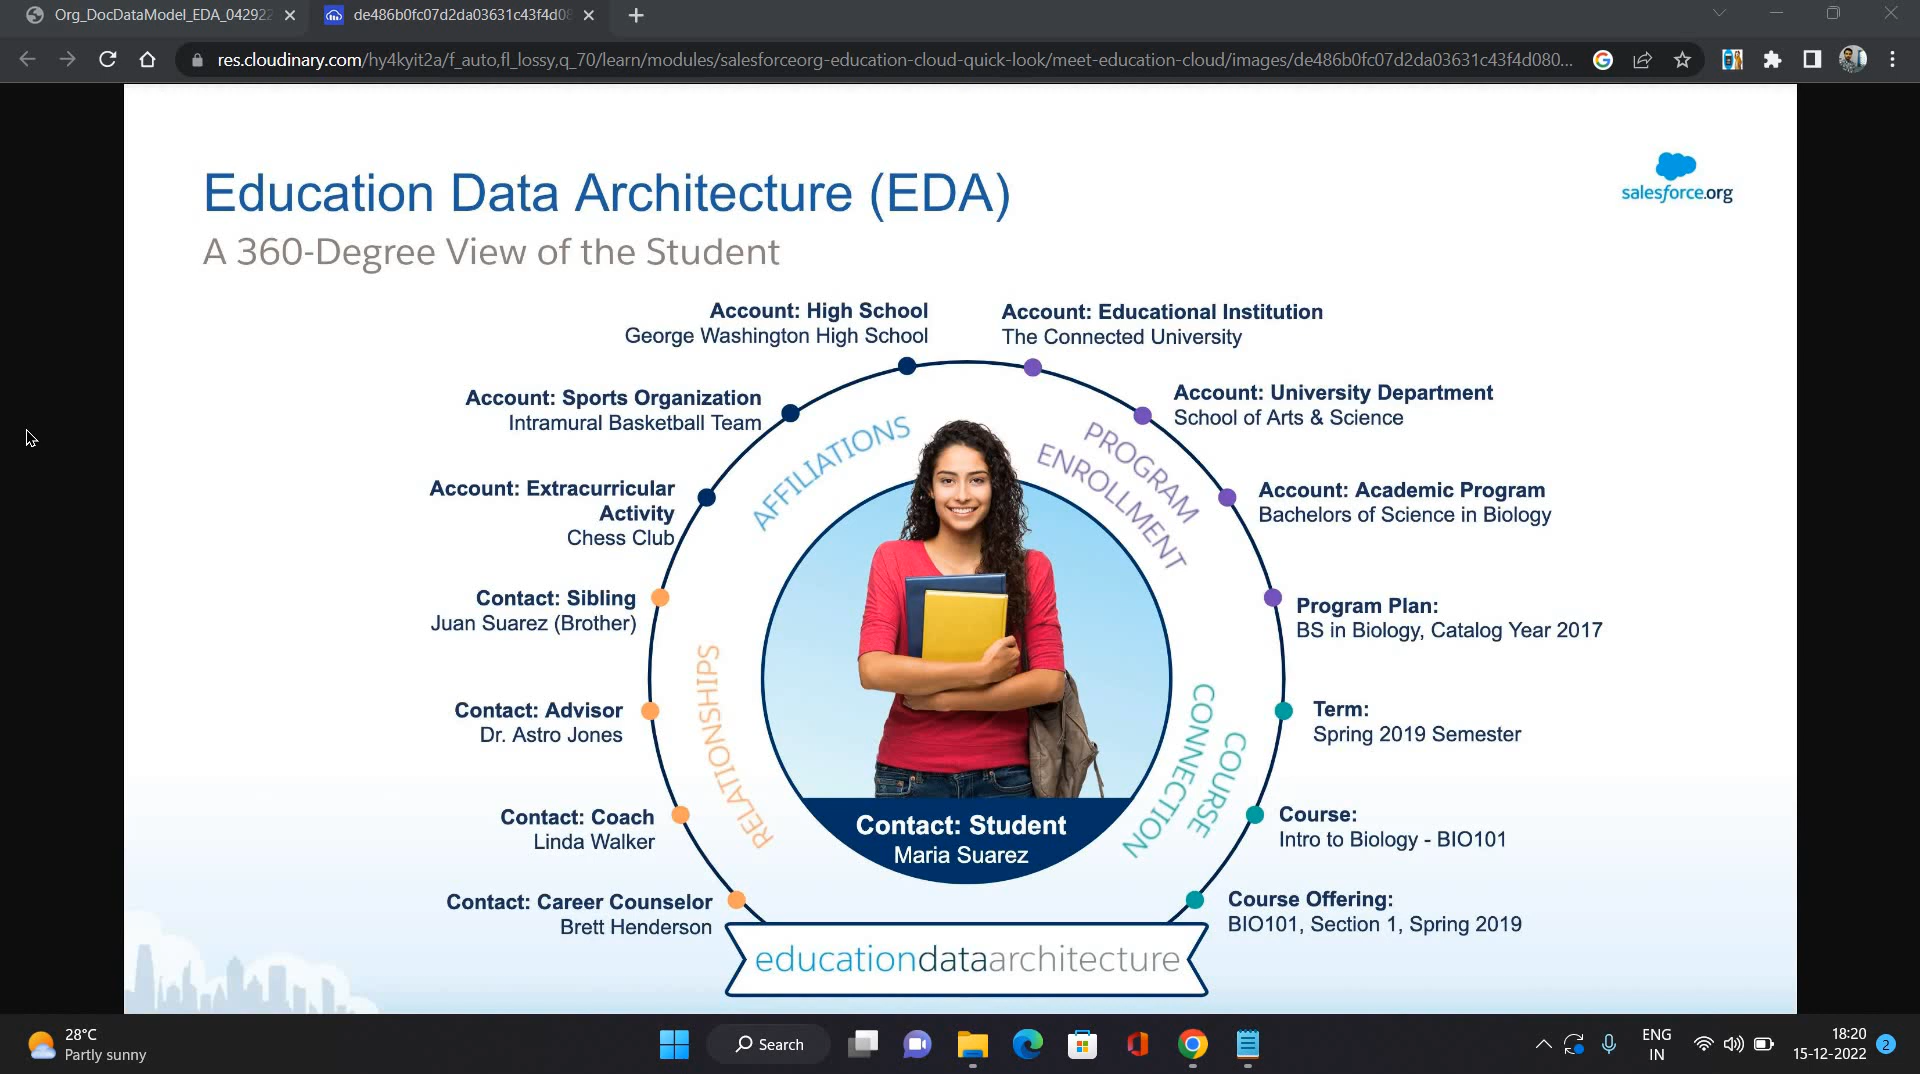 Org_DocDataModel_EDA_042922
de486b0fc07d2da03631c43f4d08
res.cloudinary.com/hy4kyit2a/f_auto,fl_lossy,q_70/learn/modules/salesforceorg-education-cloud-quick-look/meet-education-cloud/images/de486b0fc07d2da03631c43f4d080...
Education Data Architecture (EDA)
A 360-Degree View of the Student
salesforce.org
Account: High School
George Washington High School
Account: Educational Institution
The Connected University
Account: Sports Organization
Intramural Basketball Team
Account: University Department
School of Arts & Science
AFFILIATIONS
PROGRAM
ENROLLMENT
Account: Extracurricular
Activity
Chess Club
Account: Academic Program
Bachelors of Science in Biology
Contact: Sibling
Juan Suarez (Brother)
Program Plan:
BS in Biology, Catalog Year 2017
RELATIONSHIPS
COURSE
CONNECTION
Contact: Advisor
Dr. Astro Jones
Term:
Spring 2019 Semester
Contact: Coach
Linda Walker
Contact: Student
Maria Suarez
Course:
Intro to Biology - BIO101
Contact: Career Counselor
Brett Henderson
Course Offering:
BIO101, Section 1, Spring 2019
educationdataarchitecture
28°C
Partly sunny
Search
ENG
IN
18:20
15-12-2022
2